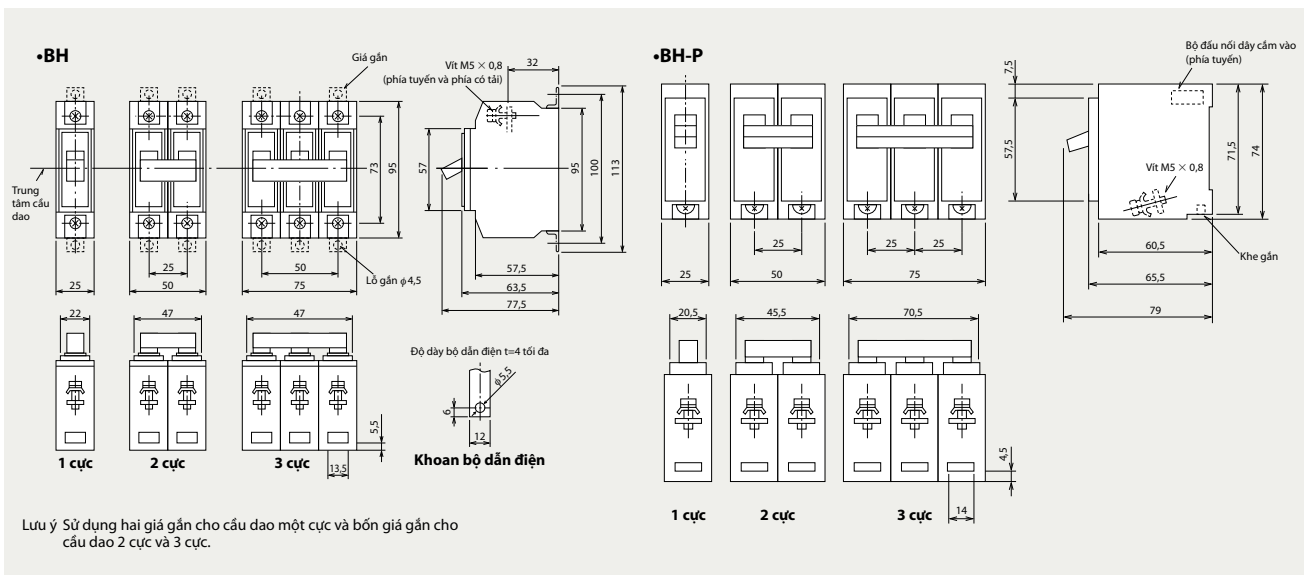 •BH
Giá gắn
Vít M5 × 0,8
(phía tuyến và phía có tải)
32
73
95
57
95
100
113
Trung
tâm cầu
dao
25
50
Lỗ gắn φ4,5
25
50
75
57,5
63,5
77,5
22
47
47
Độ dày bộ dẫn điện t=4 tối đa
φ5,5
6
12
5,5
13,5
1 cực
2 cực
3 cực
Khoan bộ dẫn điện
Lưu ý Sử dụng hai giá gắn cho cầu dao một cực và bốn giá gắn cho
cầu dao 2 cực và 3 cực.
•BH-P
Bộ đấu nối dây cắm vào
(phía tuyến)
7,5
57,5
Vít M5 × 0,8
71,5
74
25
25
25
25
50
75
60,5
Khe gắn
65,5
79
20,5
45,5
70,5
4,5
14
1 cực
2 cực
3 cực